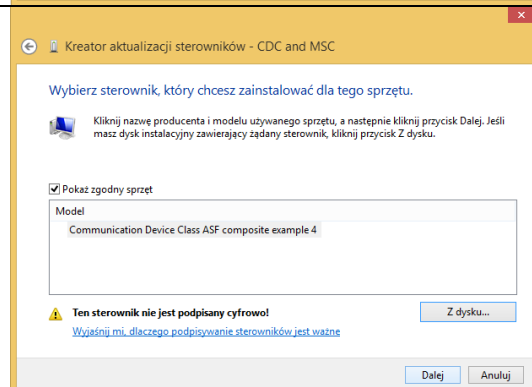 Kreator aktualizacji sterowników - CDC and MSC
Wybierz sterownik, który chcesz zainstalować dla tego sprzętu.
Kliknij nazwę producenta i modelu używanego sprzętu, a następnie kliknij przycisk Dalej. Jeśli
masz dysk instalacyjny zawierający żądany sterownik, kliknij przycisk Z dysku.
Pokaż zgodny sprzęt
Model
Communication Device Class ASF composite example 4
Ten sterownik nie jest podpisany cyfrowo!
Z dysku...
Wyjaśnij mi, dlaczego podpisywanie sterowników jest ważne
Dalej
Anuluj